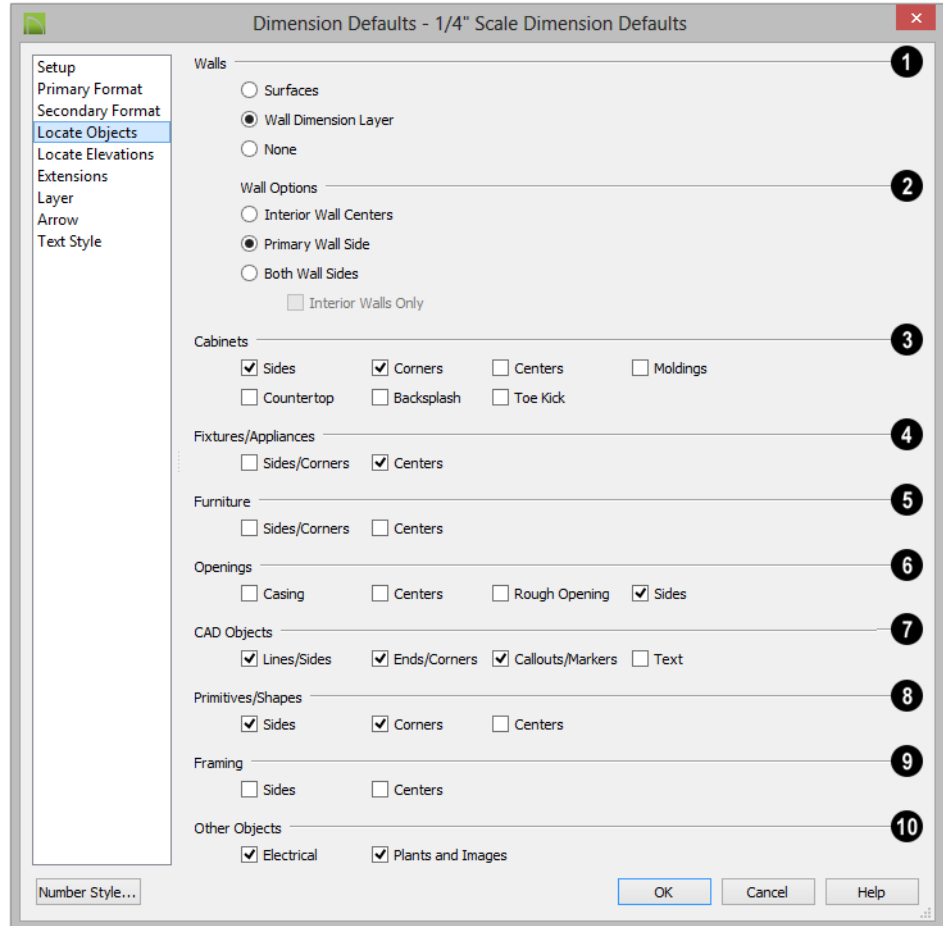 Dimension Defaults - 1/4" Scale Dimension Defaults
Setup
Primary Format
Secondary Format
Locate Objects
Locate Elevations
Extensions
Layer
Arrow
Text Style
Walls 1
Surfaces
Wall Dimension Layer
None
Wall Options 2
Interior Wall Centers
Primary Wall Side
Both Wall Sides
Interior Walls Only
Cabinets 3
Sides Corners Centers Moldings
Countertop Backsplash Toe Kick
Fixtures/Appliances 4
Sides/Corners Centers
Furniture 5
Sides/Corners Centers
Openings 6
Casing Centers Rough Opening Sides
CAD Objects 7
Lines/Sides Ends/Corners Callouts/Markers Text
Primitives/Shapes 8
Sides Corners Centers
Framing 9
Sides Centers
Other Objects 10
Electrical Plants and Images
Number Style... OK Cancel Help